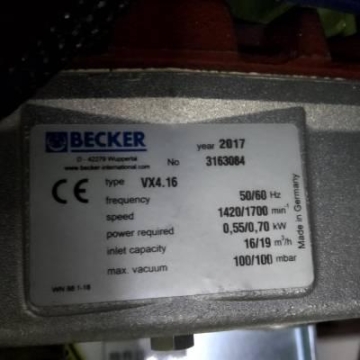 BECKER
year 2017
D - 42279 Wuppertal
www.becker-international.com
No 3163084
CE
type VX4.16
frequency 50/60 Hz
speed 1420/1700 min⁻¹
power required 0,55/0,70 kW
inlet capacity 16/19 m³/h
max. vacuum 100/100 mbar
Made in Germany